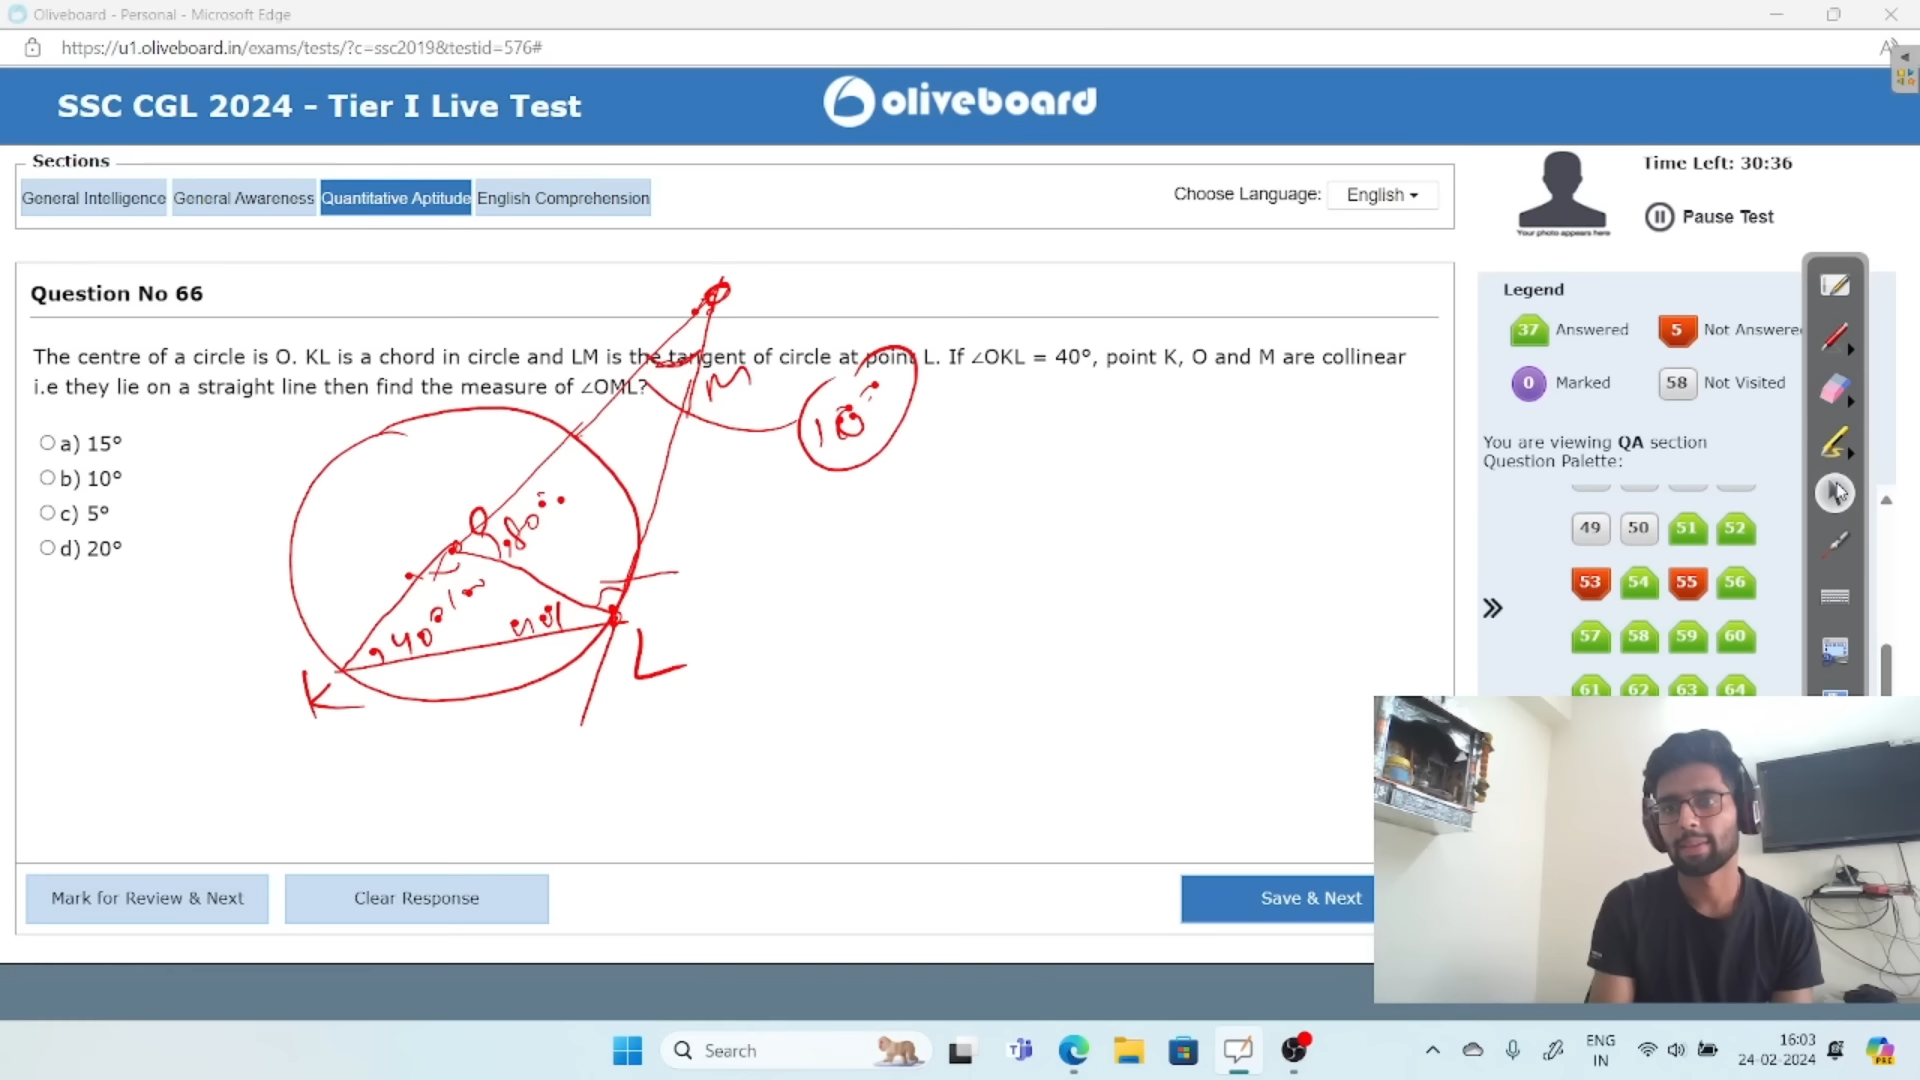 Oliveboard - Personal - Microsoft Edge
https://u1.oliveboard.in/exams/tests/?c=ssc2019&testid=576#
SSC CGL 2024 - Tier I Live Test
oliveboard
Sections
General Intelligence
General Awareness
Quantitative Aptitude
English Comprehension
Choose Language:
English
Your photo appears here
Time Left: 30:36
Pause Test
Question No 66
The centre of a circle is O. KL is a chord in circle and LM is the tangent of circle at point L. If ∠OKL = 40°, point K, O and M are collinear
i.e they lie on a straight line then find the measure of ∠OML?
a) 15°
b) 10°
c) 5°
d) 20°
M
10°
O
80°
40°
40°
K
L
Legend
37 Answered
5 Not Answere
0 Marked
58 Not Visited
You are viewing QA section
Question Palette:
49 50 51 52
53 54 55 56
57 58 59 60
61 62 63 64
Mark for Review & Next
Clear Response
Save & Next
Search
ENG
IN
16:03
24-02-2024
PRE